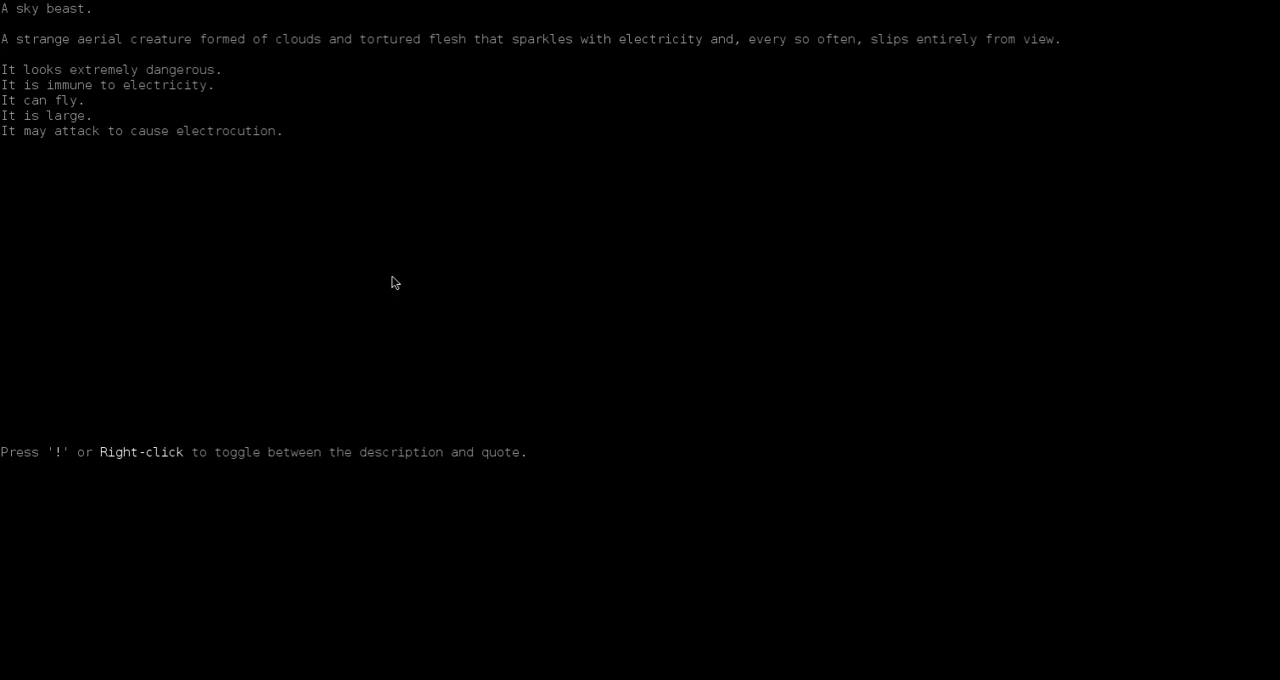 A sky beast.
A strange aerial creature formed of clouds and tortured flesh that sparkles with electricity and, every so often, slips entirely from view.
It looks extremely dangerous.
It is immune to electricity.
It can fly.
It is large.
It may attack to cause electrocution.
Press '!' or Right-click to toggle between the description and quote.